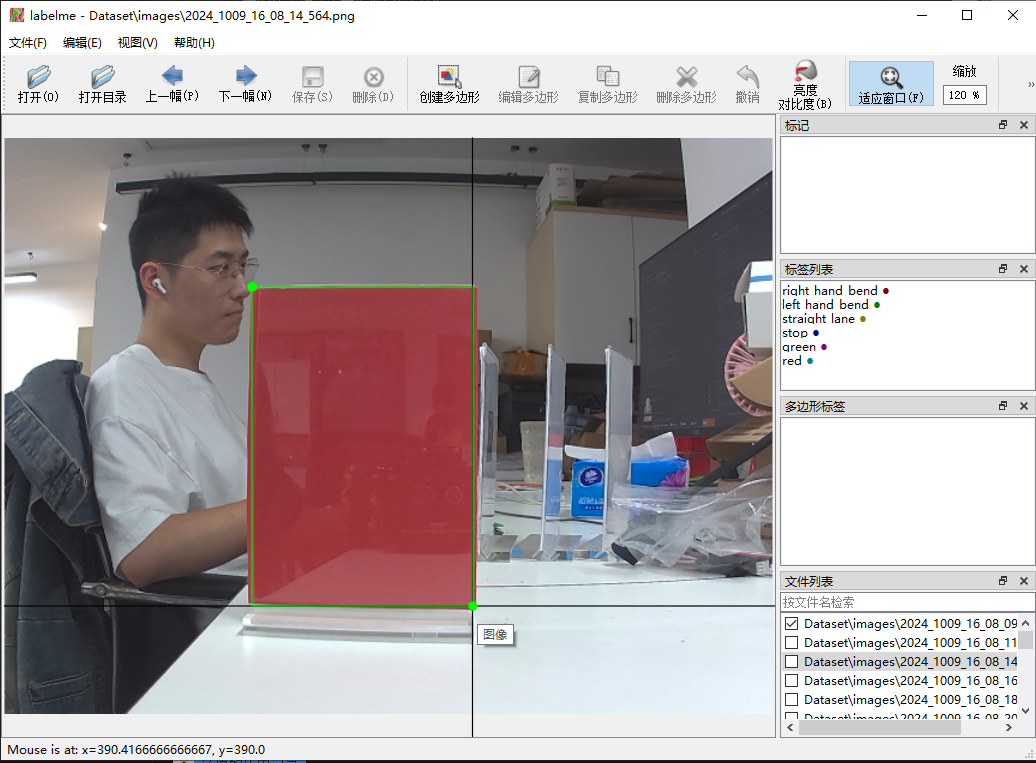 labelme - Dataset\images\2024_1009_16_08_14_564.png
文件(F) 编辑(E) 视图(V) 帮助(H)
打开(O) 打开目录 上一幅(P) 下一幅(N) 保存(S) 删除(D) 创建多边形 编辑多边形 复制多边形 删除多边形 撤销 亮度 对比度(B) 适应窗口(F) 缩放 120 % »
标记
标签列表
right hand bend
left hand bend
straight lane
stop
green
red
多边形标签
图像
文件列表
按文件名检索
Dataset\images\2024_1009_16_08_09
Dataset\images\2024_1009_16_08_11
Dataset\images\2024_1009_16_08_14
Dataset\images\2024_1009_16_08_16
Dataset\images\2024_1009_16_08_18
Dataset\images\2024_1009_16_08_20
Mouse is at: x=390.4166666666667, y=390.0